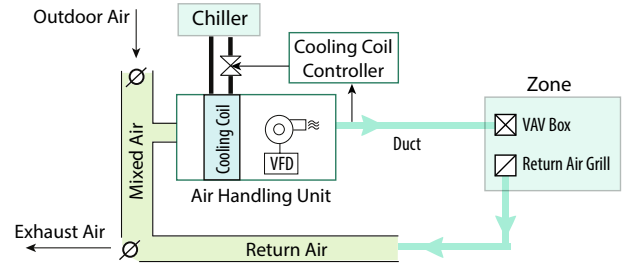 Outdoor Air
Chiller
Cooling Coil
Controller
Zone
Mixed Air
Cooling Coil
VFD
Duct
VAV Box
Return Air Grill
Air Handling Unit
Exhaust Air
Return Air